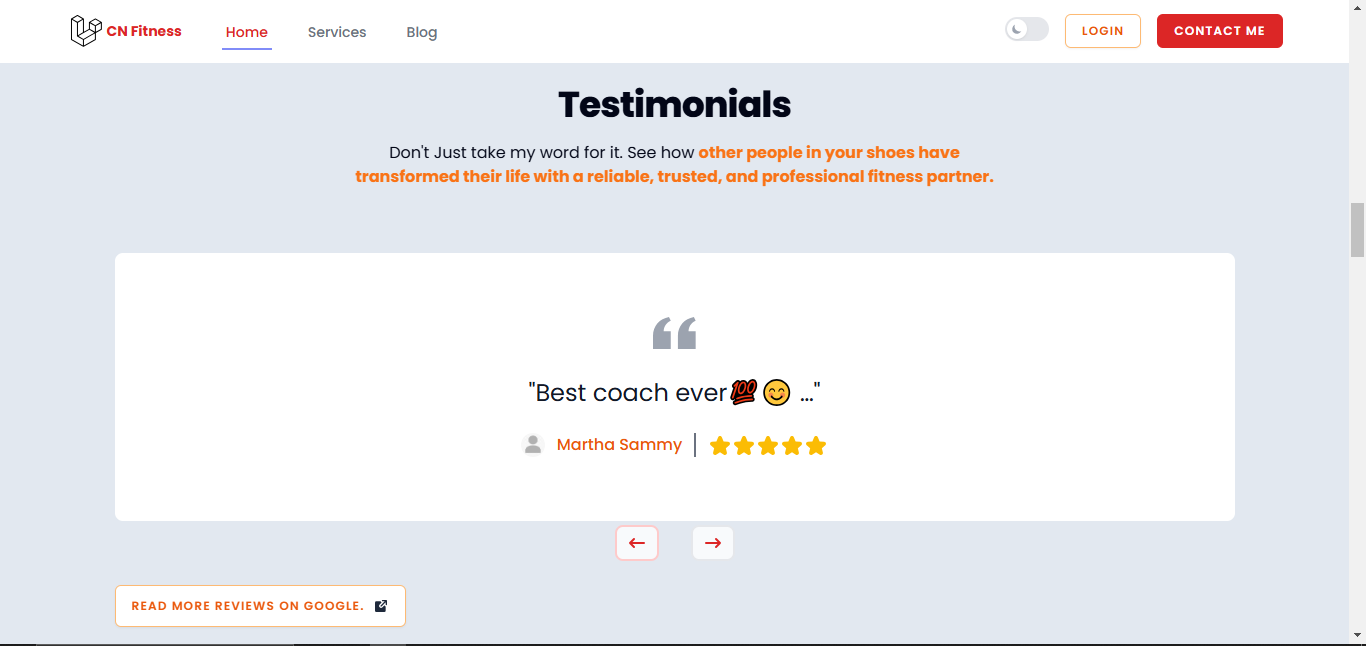 CN Fitness Home Services Blog LOGIN CONTACT ME
Testimonials
Don't Just take my word for it. See how other people in your shoes have
transformed their life with a reliable, trusted, and professional fitness partner.
"Best coach ever💯😊 ..."
Martha Sammy
READ MORE REVIEWS ON GOOGLE.